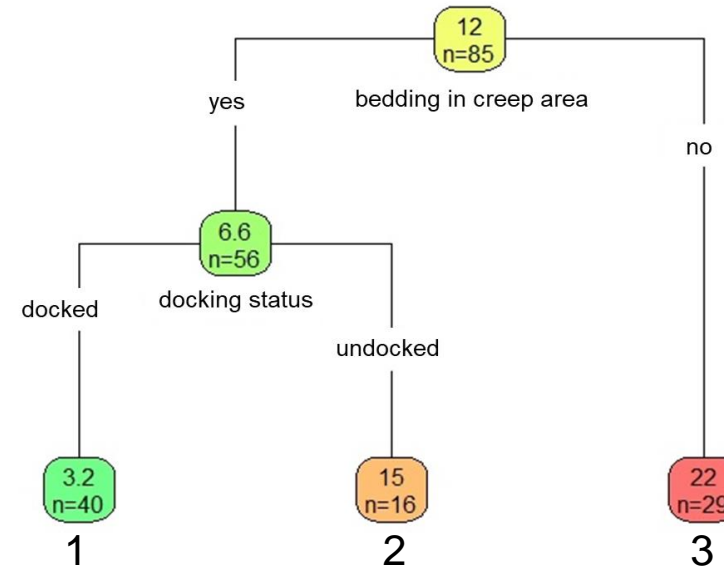 12
n=85
bedding in creep area
yes
no
6.6
n=56
docking status
docked
undocked
3.2
n=40
15
n=16
22
n=29
1
2
3